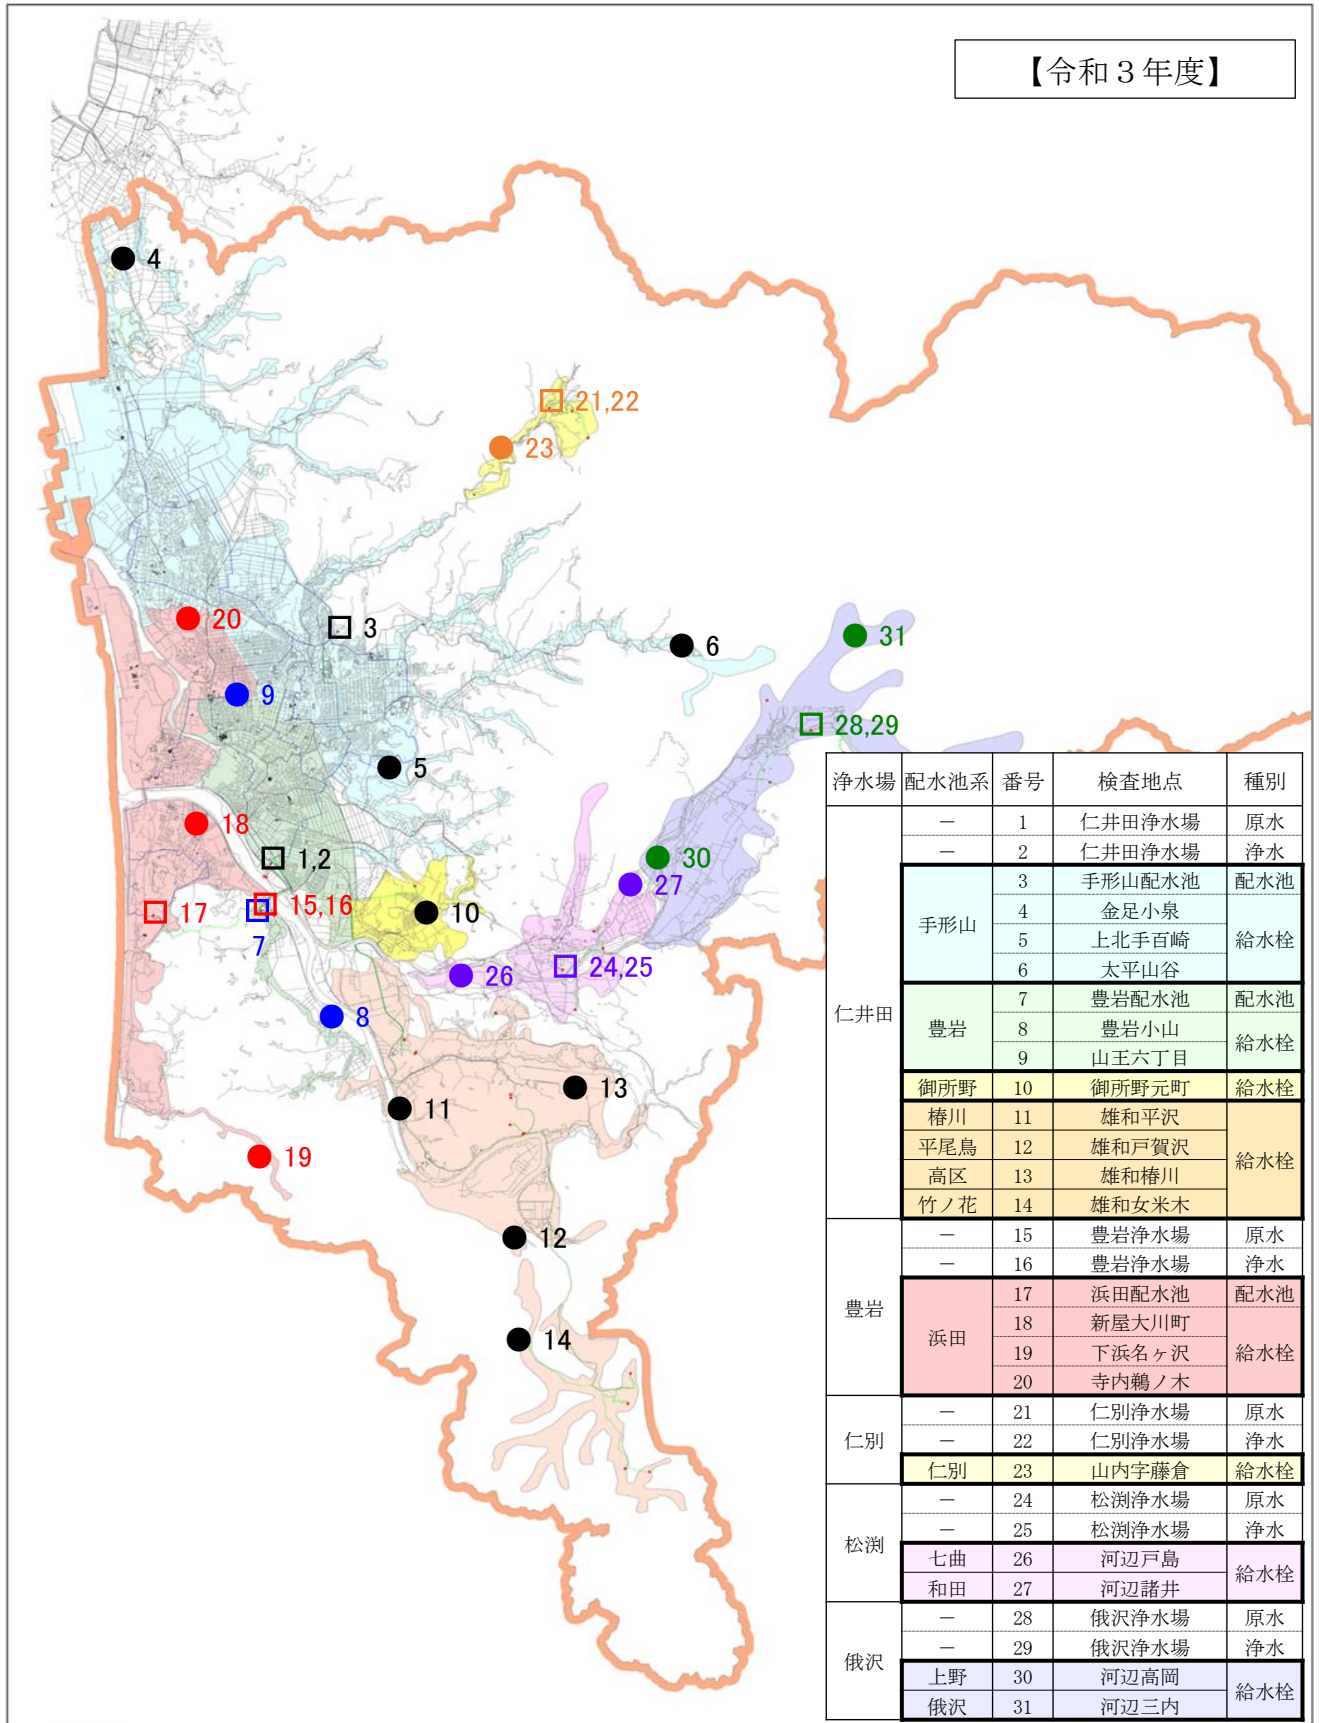 【令和３年度】
4
21,22
23
20
3
6
31
9
28,29
5
18
1,2
30
27
17
15,16
10
7
26
24,25
8
13
11
19
12
14
浄水場 配水池系 番号 検査地点 種別
仁井田
－ 1 仁井田浄水場 原水
－ 2 仁井田浄水場 浄水
手形山 3 手形山配水池 配水池
4 金足小泉 給水栓
5 上北手百崎
6 太平山谷
豊岩 7 豊岩配水池 配水池
8 豊岩小山 給水栓
9 山王六丁目
御所野 10 御所野元町 給水栓
椿川 11 雄和平沢 給水栓
平尾鳥 12 雄和戸賀沢
高区 13 雄和椿川
竹ノ花 14 雄和女米木
豊岩
－ 15 豊岩浄水場 原水
－ 16 豊岩浄水場 浄水
浜田 17 浜田配水池 配水池
18 新屋大川町 給水栓
19 下浜名ヶ沢
20 寺内鵜ノ木
仁別
－ 21 仁別浄水場 原水
－ 22 仁別浄水場 浄水
仁別 23 山内字藤倉 給水栓
松渕
－ 24 松渕浄水場 原水
－ 25 松渕浄水場 浄水
七曲 26 河辺戸島 給水栓
和田 27 河辺諸井
俄沢
－ 28 俄沢浄水場 原水
－ 29 俄沢浄水場 浄水
上野 30 河辺高岡 給水栓
俄沢 31 河辺三内